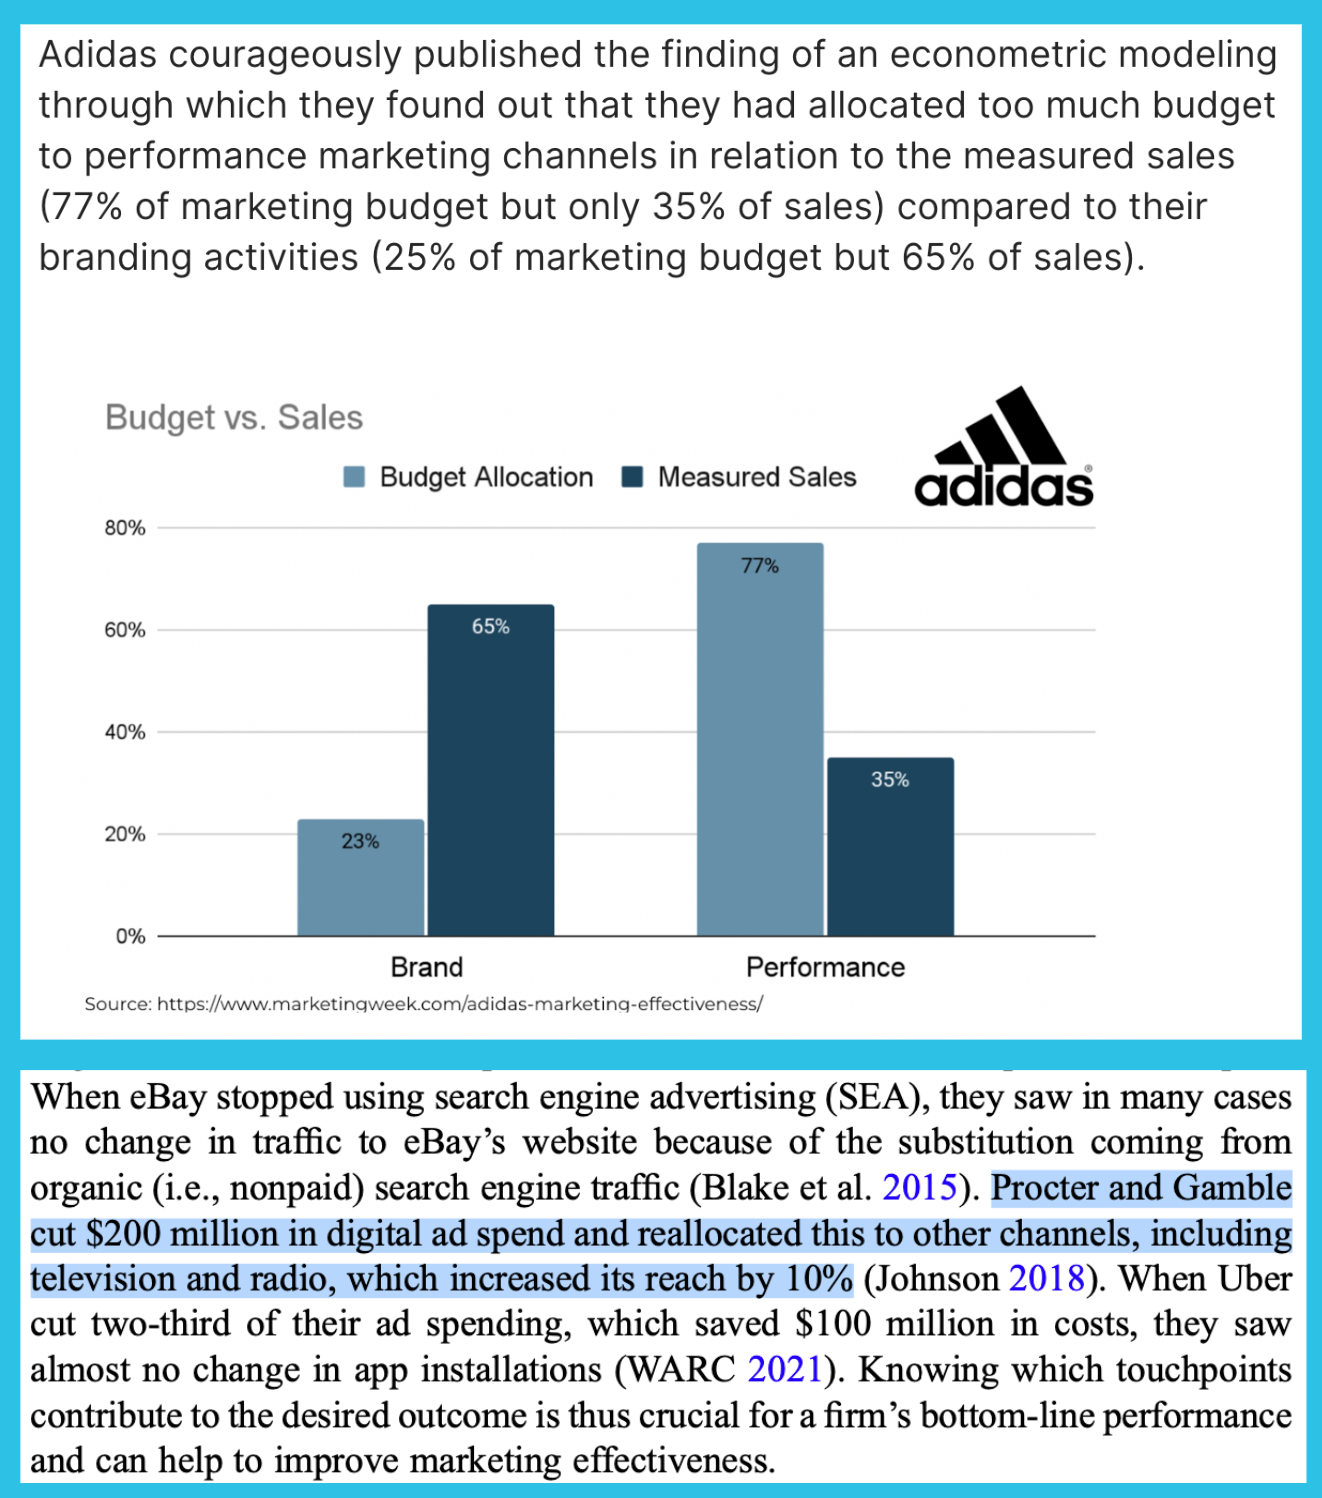 Adidas courageously published the finding of an econometric modeling
through which they found out that they had allocated too much budget
to performance marketing channels in relation to the measured sales
(77% of marketing budget but only 35% of sales) compared to their
branding activities (25% of marketing budget but 65% of sales).
Budget vs. Sales
Budget Allocation
Measured Sales
adidas®
80%
60%
40%
20%
0%
23%
65%
77%
35%
Brand
Performance
Source: https://www.marketingweek.com/adidas-marketing-effectiveness/
When eBay stopped using search engine advertising (SEA), they saw in many cases
no change in traffic to eBay’s website because of the substitution coming from
organic (i.e., nonpaid) search engine traffic (Blake et al. 2015). Procter and Gamble
cut $200 million in digital ad spend and reallocated this to other channels, including
television and radio, which increased its reach by 10% (Johnson 2018). When Uber
cut two-third of their ad spending, which saved $100 million in costs, they saw
almost no change in app installations (WARC 2021). Knowing which touchpoints
contribute to the desired outcome is thus crucial for a firm’s bottom-line performance
and can help to improve marketing effectiveness.